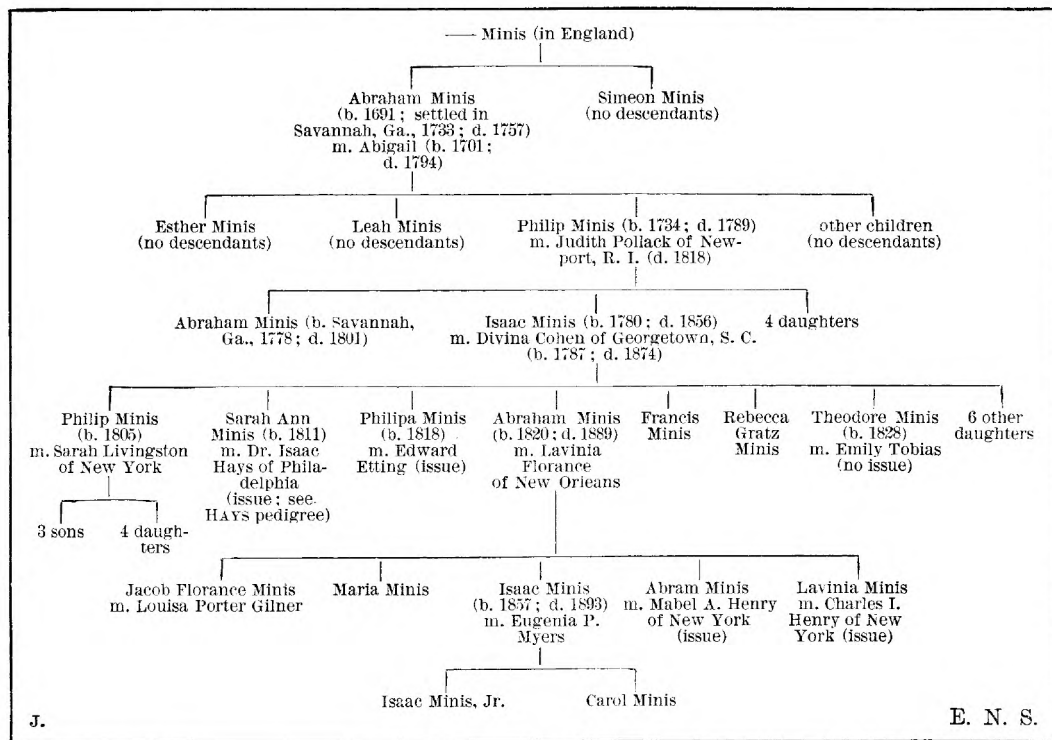 — Minis (in England)
Abraham Minis
(b. 1691; settled in
Savannah, Ga., 1733; d. 1757)
m. Abigail (b. 1701;
d. 1794)
Simeon Minis
(no descendants)
Esther Minis
(no descendants)
Leah Minis
(no descendants)
Philip Minis (b. 1734; d. 1789)
m. Judith Pollack of New-
port, R. I. (d. 1818)
other children
(no descendants)
Abraham Minis (b. Savannah,
Ga., 1778; d. 1801)
Isaac Minis (b. 1780; d. 1856)
m. Divina Cohen of Georgetown, S. C.
(b. 1787; d. 1874)
4 daughters
Philip Minis
(b. 1805)
m. Sarah Livingston
of New York
Sarah Ann
Minis (b. 1811)
m. Dr. Isaac
Hays of Phila-
delphia
(issue; see
HAYS pedigree)
Philipa Minis
(b. 1818)
m. Edward
Etting (issue)
Abraham Minis
(b. 1820; d. 1889)
m. Lavinia
Florance
of New Orleans
Francis
Minis
Rebecca
Gratz
Minis
Theodore Minis
(b. 1828)
m. Emily Tobias
(no issue)
6 other
daughters
3 sons
4 daugh-
ters
Jacob Florance Minis
m. Louisa Porter Gilner
Maria Minis
Isaac Minis
(b. 1857; d. 1893)
m. Eugenia P.
Myers
Abram Minis
m. Mabel A. Henry
of New York
(issue)
Lavinia Minis
m. Charles I.
Henry of New
York (issue)
Isaac Minis, Jr.
Carol Minis
J.
E. N. S.